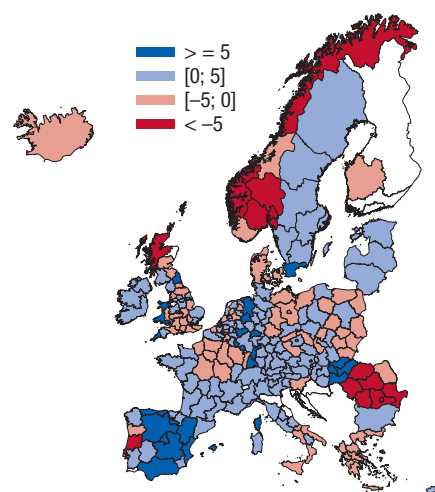 > = 5
[0; 5]
[–5; 0]
< –5